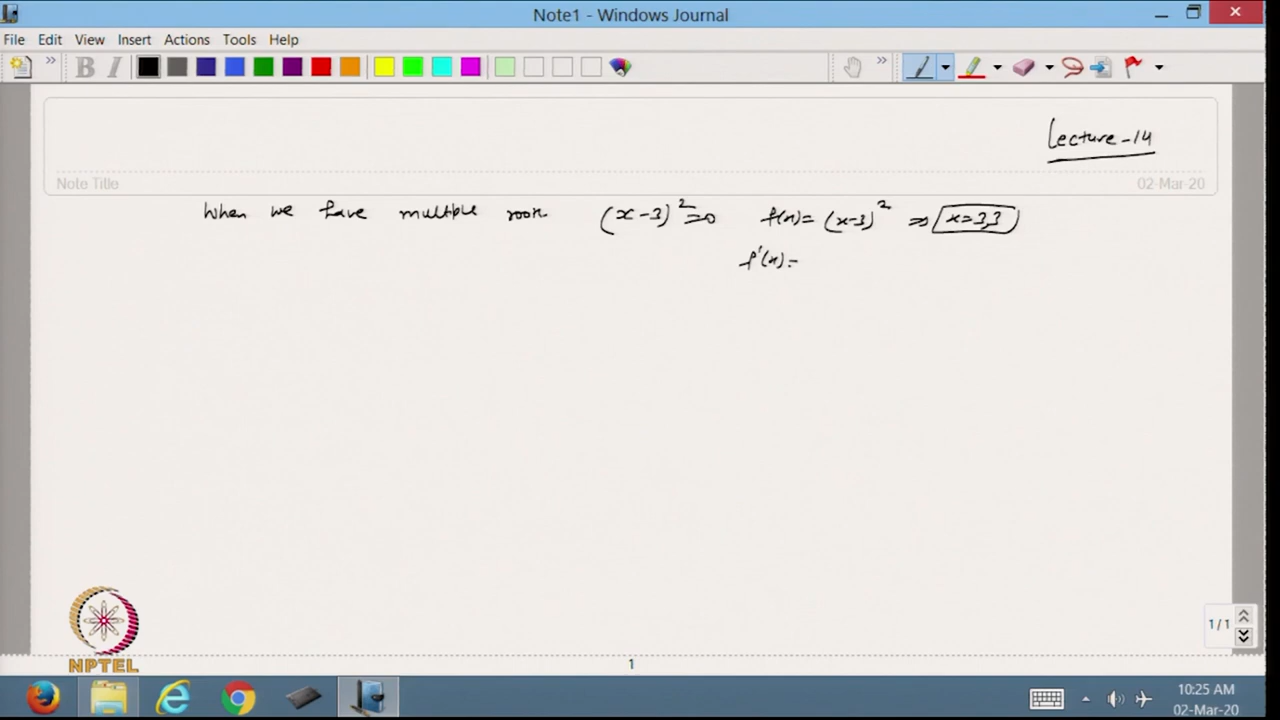 Note1 - Windows Journal
File Edit View Insert Actions Tools Help
B I
Lecture-14
Note Title
02-Mar-20
When we have multiple root (x-3)²=0 f(x)=(x-3)² ⇒ x=3,3
f'(x)=
1/1
NPTEL
1
10:25 AM
02-Mar-20